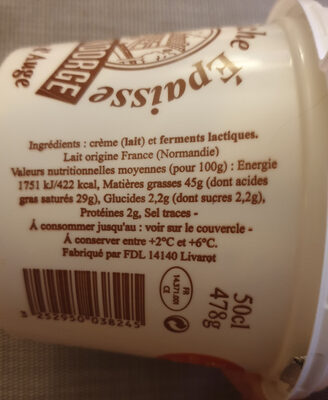 che Épaisse
d'Auge
Ingrédients : crème (lait) et ferments lactiques.
Lait origine France (Normandie)
Valeurs nutritionnelles moyennes (pour 100g) : Energie
1751 kJ/422 kcal, Matières grasses 45g (dont acides
gras saturés 29g), Glucides 2,2g (dont sucres 2,2g),
Protéines 2g, Sel traces -
À consommer jusqu'au : voir sur le couvercle -
À conserver entre +2°C et +6°C.
Fabriqué par FDL 14140 Livarot
3 252950 038245
FR
14.371.001
CE
50cl
478g